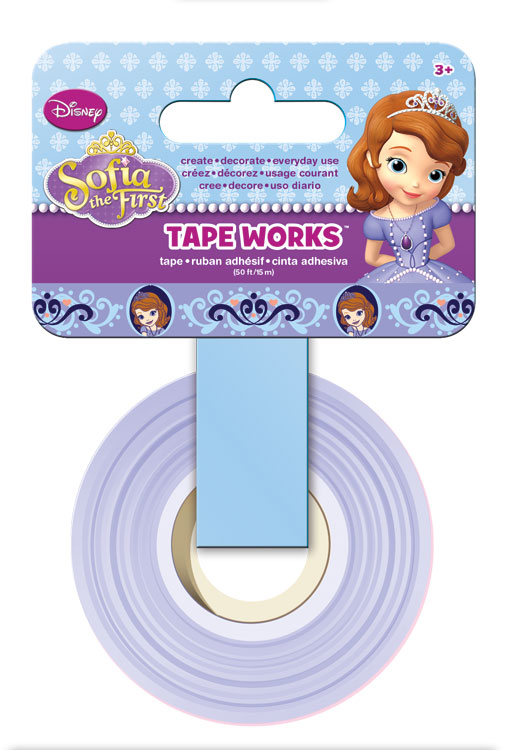 3+
Disney
Sofia
the First
create • decorate • everyday use
créez • décorez • usage courant
cree • decore • uso diario
TAPE WORKS™
tape • ruban adhésif • cinta adhesiva
(50 ft/15 m)